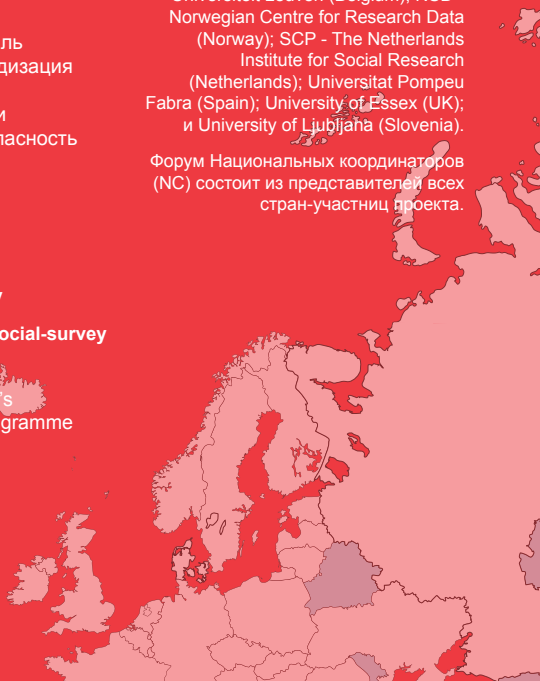 Norwegian Centre for Research Data
(Norway); SCP - The Netherlands
Institute for Social Research
(Netherlands); Universitat Pompeu
Fabra (Spain); University of Essex (UK);
и University of Ljubljana (Slovenia).
Форум Национальных координаторов
(NC) состоит из представителей всех
стран-участниц проекта.
ль
дизация
и
пасность
y
ocial-survey
's
gramme